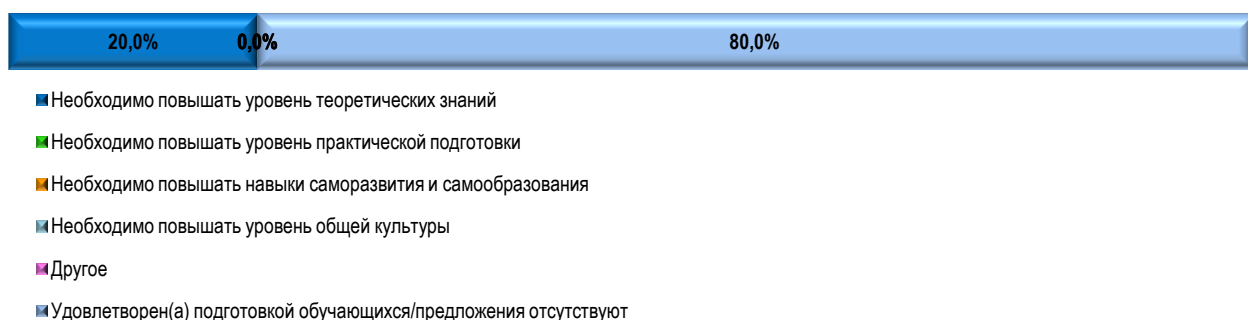 20,0% 0,0% 80,0%
Необходимо повышать уровень теоретических знаний
Необходимо повышать уровень практической подготовки
Необходимо повышать навыки саморазвития и самообразования
Необходимо повышать уровень общей культуры
Другое
Удовлетворен(а) подготовкой обучающихся/предложения отсутствуют